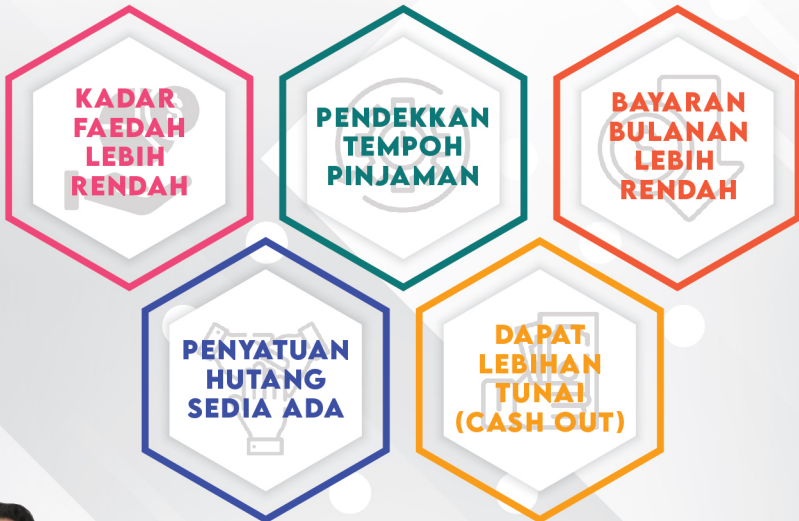 KADAR
FAEDAH
LEBIH
RENDAH
PENDEKKAN
TEMPOH
PINJAMAN
BAYARAN
BULANAN
LEBIH
RENDAH
PENYATUAN
HUTANG
SEDIA ADA
DAPAT
LEBIHAN
TUNAI
(CASH OUT)